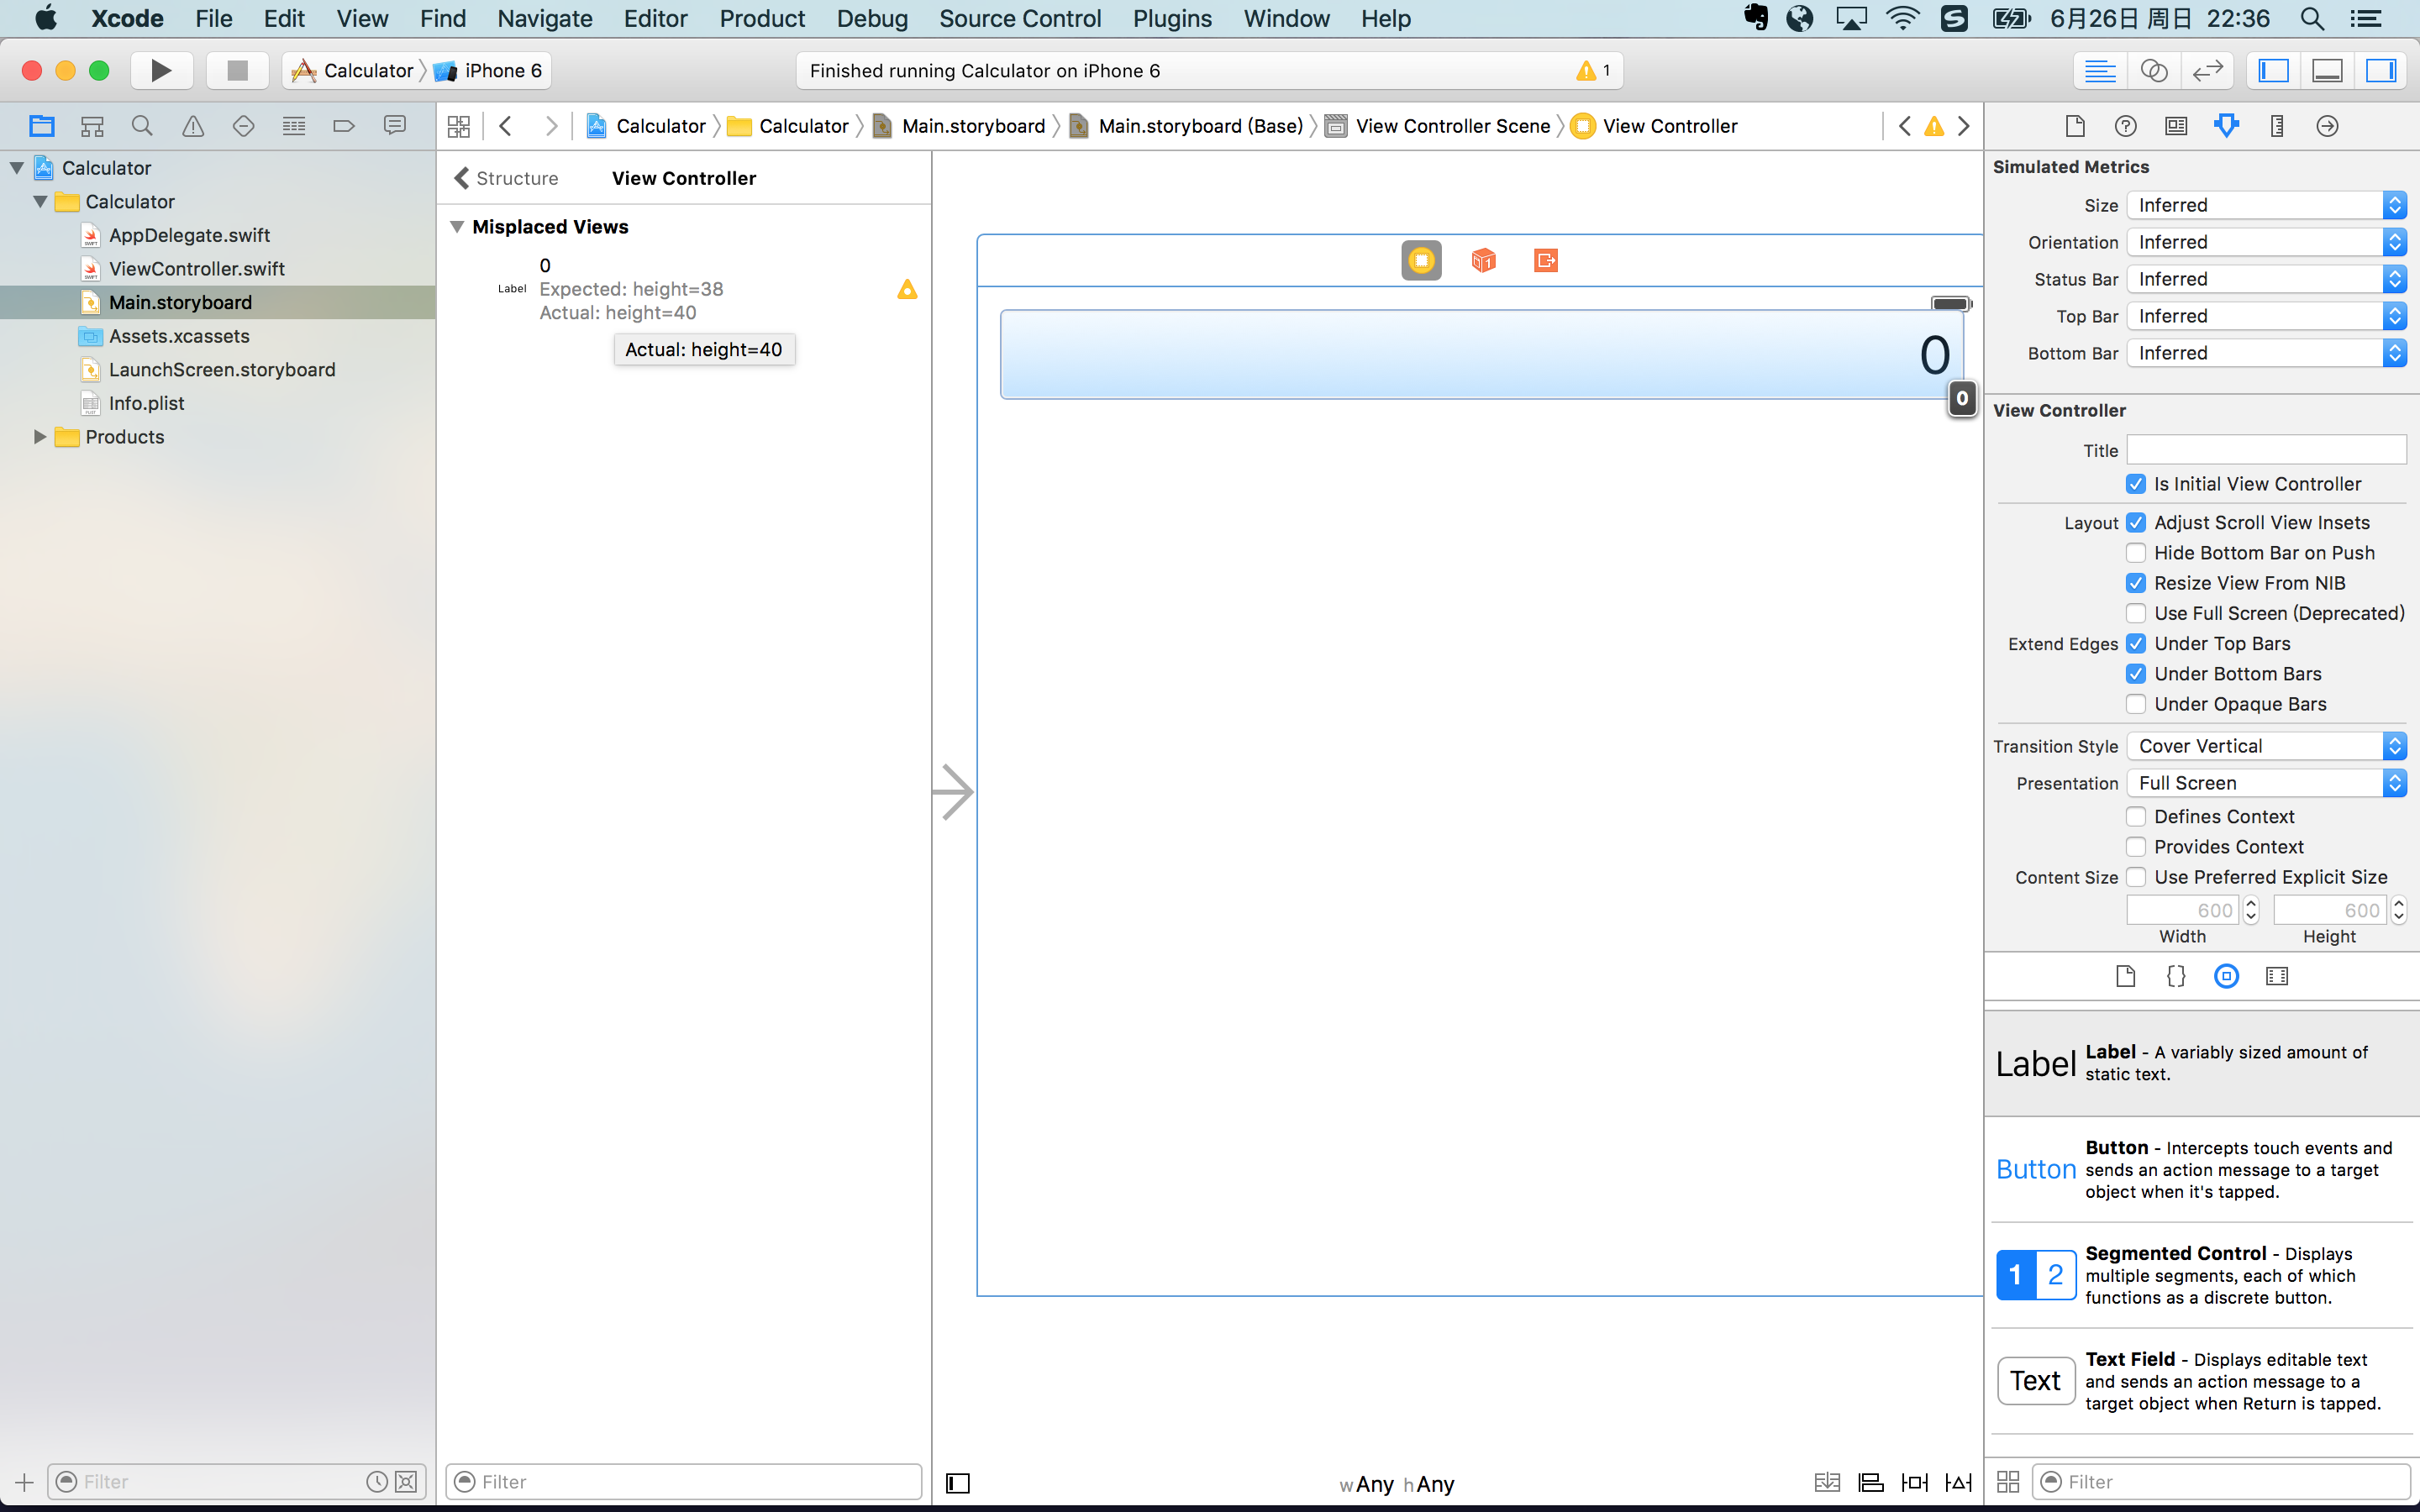 Xcode File Edit View Find Navigate Editor Product Debug Source Control Plugins Window Help 6月26日 周日 22:36
Calculator iPhone 6
Finished running Calculator on iPhone 6
1
Calculator Calculator Main.storyboard Main.storyboard (Base) View Controller Scene View Controller
Calculator
Calculator
AppDelegate.swift
ViewController.swift
Main.storyboard
Assets.xcassets
LaunchScreen.storyboard
Info.plist
Products
Filter
Structure View Controller
Misplaced Views
0
Label Expected: height=38
Actual: height=40
Actual: height=40
Filter
0
0
wAny hAny
Simulated Metrics
Size Inferred
Orientation Inferred
Status Bar Inferred
Top Bar Inferred
Bottom Bar Inferred
View Controller
Title
Is Initial View Controller
Layout Adjust Scroll View Insets
Hide Bottom Bar on Push
Resize View From NIB
Use Full Screen (Deprecated)
Extend Edges Under Top Bars
Under Bottom Bars
Under Opaque Bars
Transition Style Cover Vertical
Presentation Full Screen
Defines Context
Provides Context
Content Size Use Preferred Explicit Size
600 600
Width Height
Label Label - A variably sized amount of
static text.
Button - Intercepts touch events and
Button sends an action message to a target
object when it's tapped.
Segmented Control - Displays
1 2 multiple segments, each of which
functions as a discrete button.
Text Field - Displays editable text
Text and sends an action message to a
target object when Return is tapped.
Filter